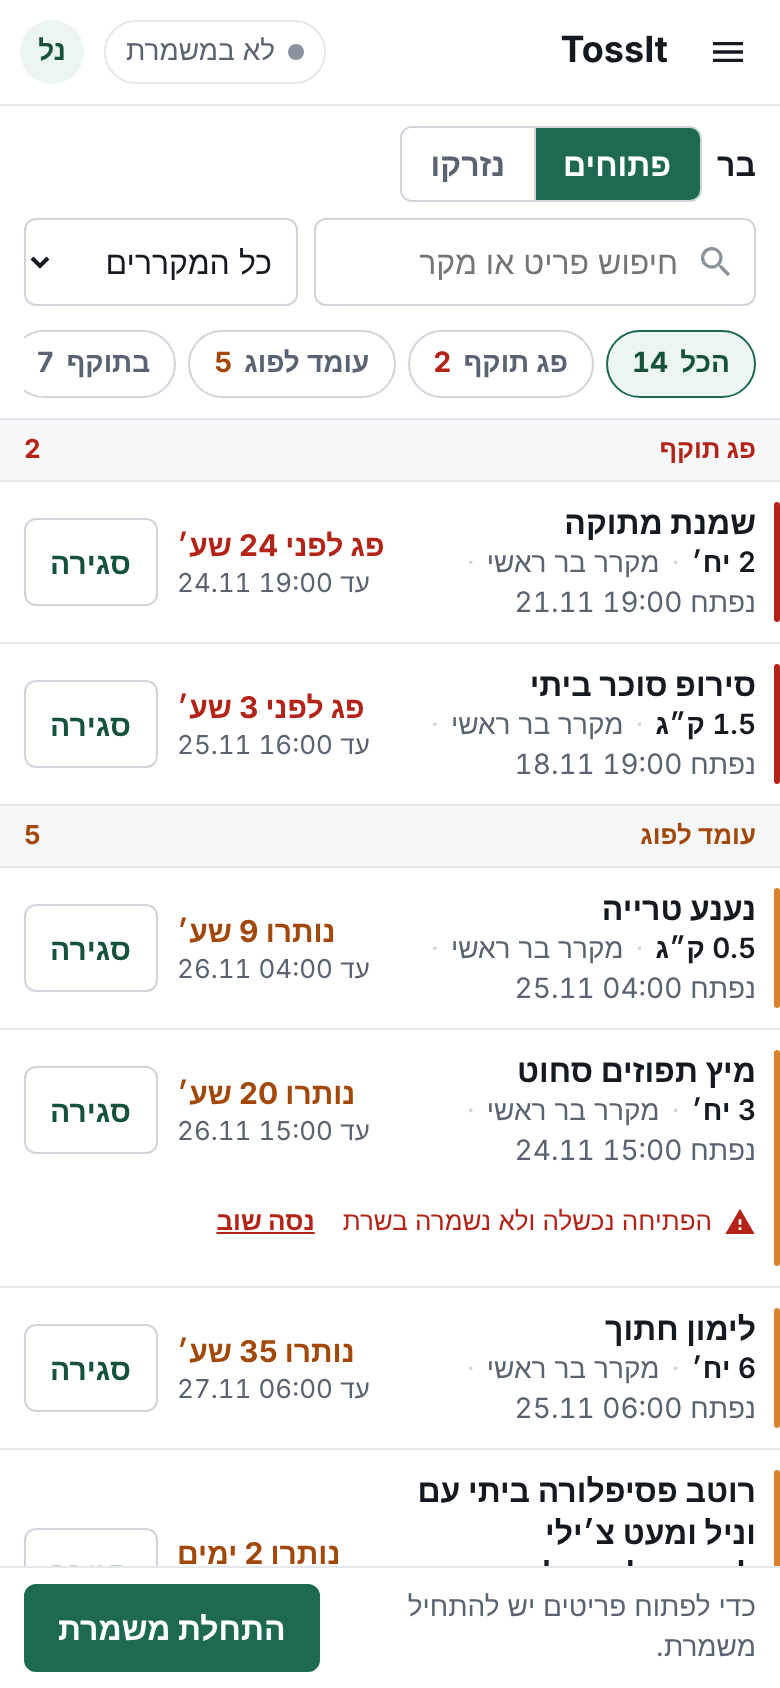 TossIt
לא במשמרת
נל
בר
פתוחים
נזרקו
חיפוש פריט או מקר
כל המקררים
הכל 14
פג תוקף 2
עומד לפוג 5
בתוקף 7
פג תוקף 2
שמנת מתוקה
2 יח׳ · מקרר בר ראשי ·
נפתח 19:00 21.11
פג לפני 24 שע׳
עד 19:00 24.11
סגירה
סירופ סוכר ביתי
1.5 ק״ג · מקרר בר ראשי ·
נפתח 19:00 18.11
פג לפני 3 שע׳
עד 16:00 25.11
סגירה
עומד לפוג 5
נענע טרייה
0.5 ק״ג · מקרר בר ראשי ·
נפתח 04:00 25.11
נותרו 9 שע׳
עד 04:00 26.11
סגירה
מיץ תפוזים סחוט
3 יח׳ · מקרר בר ראשי ·
נפתח 15:00 24.11
נותרו 20 שע׳
עד 15:00 26.11
סגירה
הפתיחה נכשלה ולא נשמרה בשרת נסה שוב
לימון חתוך
6 יח׳ · מקרר בר ראשי ·
נפתח 06:00 25.11
נותרו 35 שע׳
עד 06:00 27.11
סגירה
רוטב פסיפלורה ביתי עם
וניל ומעט צ׳ילי
נותרו 2 ימים
כדי לפתוח פריטים יש להתחיל
משמרת.
התחלת משמרת